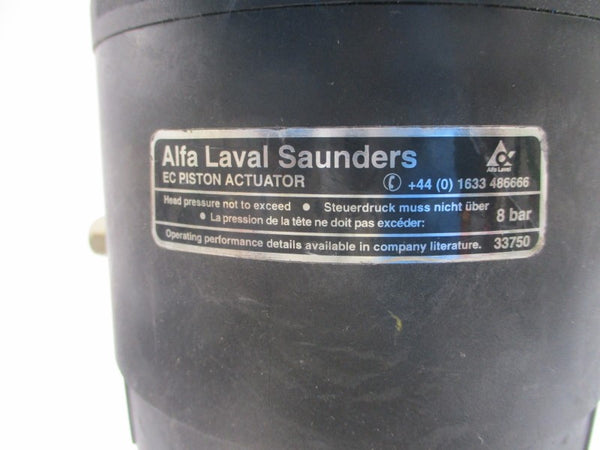 Alfa Laval Saunders
Alfa Laval
EC PISTON ACTUATOR +44 (0) 1633 486666
Head pressure not to exceed • Steuerdruck muss nicht über
• La pression de la tête ne doit pas excéder: 8 bar
Operating performance details available in company literature. 33750